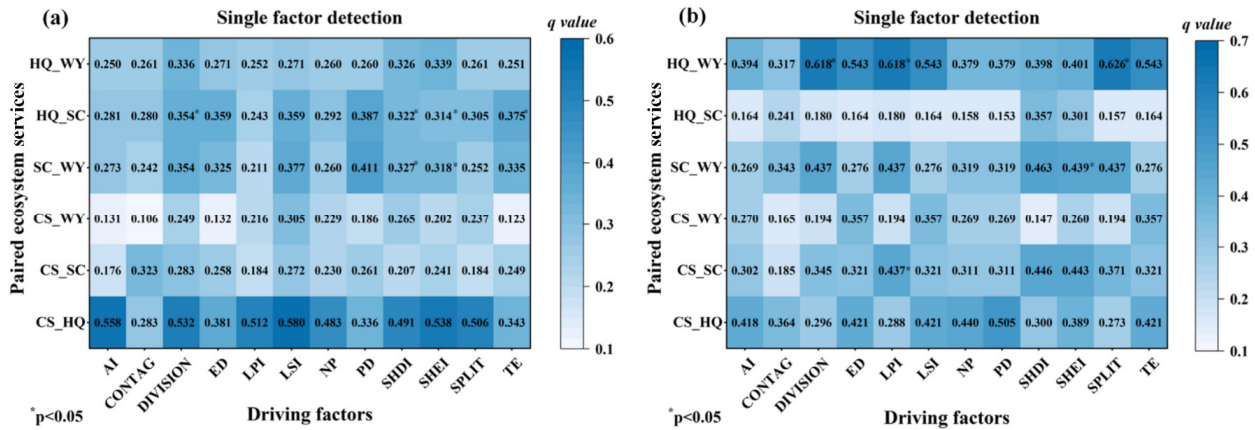 (a) Single factor detection q value
Paired ecosystem services
HQ_WY 0.250 0.261 0.336 0.271 0.252 0.271 0.260 0.260 0.326 0.339 0.261 0.251
HQ_SC 0.281 0.280 0.354* 0.359 0.243 0.359 0.292 0.387 0.322* 0.314* 0.305 0.375*
SC_WY 0.273 0.242 0.354 0.325 0.211 0.377 0.260 0.411 0.327* 0.318* 0.252 0.335
CS_WY 0.131 0.106 0.249 0.132 0.216 0.305 0.229 0.186 0.265 0.202 0.237 0.123
CS_SC 0.176 0.323 0.283 0.258 0.184 0.272 0.230 0.261 0.207 0.241 0.184 0.249
CS_HQ 0.558 0.283 0.532 0.381 0.512 0.580 0.483 0.336 0.491 0.538 0.506 0.343
AI CONTAG DIVISION ED LPI LSI NP PD SHDI SHEI SPLIT TE
*p<0.05 Driving factors
0.6
0.5
0.4
0.3
0.2
0.1
(b) Single factor detection q value
Paired ecosystem services
HQ_WY 0.394 0.317 0.618* 0.543 0.618* 0.543 0.379 0.379 0.398 0.401 0.626* 0.543
HQ_SC 0.164 0.241 0.180 0.164 0.180 0.164 0.158 0.153 0.357 0.301 0.157 0.164
SC_WY 0.269 0.343 0.437 0.276 0.437 0.276 0.319 0.319 0.463 0.439* 0.437 0.276
CS_WY 0.270 0.165 0.194 0.357 0.194 0.357 0.269 0.269 0.147 0.260 0.194 0.357
CS_SC 0.302 0.185 0.345 0.321 0.437* 0.321 0.311 0.311 0.446 0.443 0.371 0.321
CS_HQ 0.418 0.364 0.296 0.421 0.288 0.421 0.440 0.505 0.300 0.389 0.273 0.421
AI CONTAG DIVISION ED LPI LSI NP PD SHDI SHEI SPLIT TE
*p<0.05 Driving factors
0.7
0.6
0.5
0.4
0.3
0.2
0.1